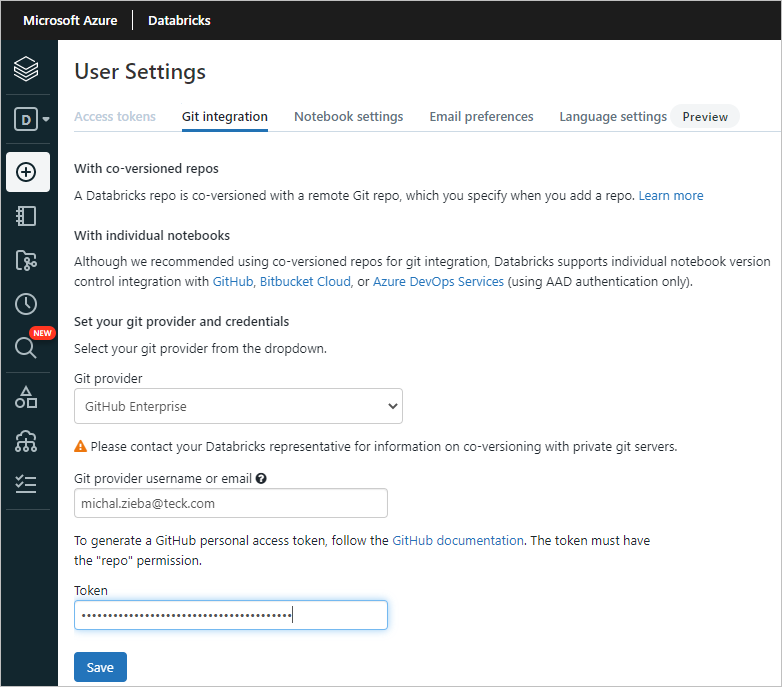 Microsoft Azure Databricks
User Settings
D
Access tokens Git integration Notebook settings Email preferences Language settings Preview
With co-versioned repos
A Databricks repo is co-versioned with a remote Git repo, which you specify when you add a repo. Learn more
With individual notebooks
Although we recommended using co-versioned repos for git integration, Databricks supports individual notebook version
control integration with GitHub, Bitbucket Cloud, or Azure DevOps Services (using AAD authentication only).
Set your git provider and credentials
NEW
Select your git provider from the dropdown.
Git provider
GitHub Enterprise
Please contact your Databricks representative for information on co-versioning with private git servers.
Git provider username or email
michal.zieba@teck.com
To generate a GitHub personal access token, follow the GitHub documentation. The token must have
the "repo" permission.
Token
Save